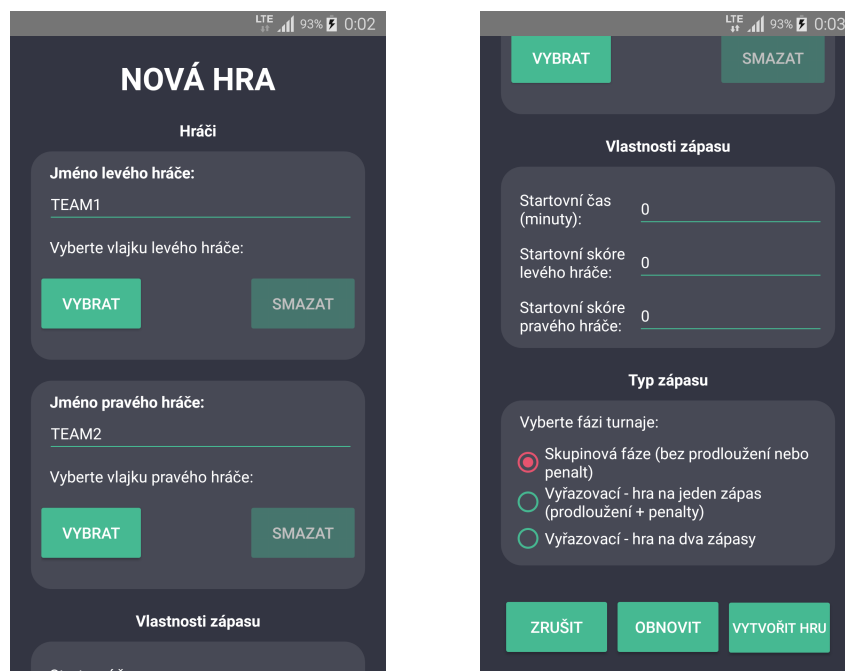 LTE 93% 0:02
NOVÁ HRA
Hráči
Jméno levého hráče:
TEAM1
Vyberte vlajku levého hráče:
VYBRAT SMAZAT
Jméno pravého hráče:
TEAM2
Vyberte vlajku pravého hráče:
VYBRAT SMAZAT
Vlastnosti zápasu
LTE 93% 0:03
VYBRAT SMAZAT
Vlastnosti zápasu
Startovní čas
(minuty):
0
Startovní skóre
levého hráče:
0
Startovní skóre
pravého hráče:
0
Typ zápasu
Vyberte fázi turnaje:
Skupinová fáze (bez prodloužení nebo
penalt)
Vyřazovací - hra na jeden zápas
(prodloužení + penalty)
Vyřazovací - hra na dva zápasy
ZRUŠIT OBNOVIT VYTVOŘIT HRU